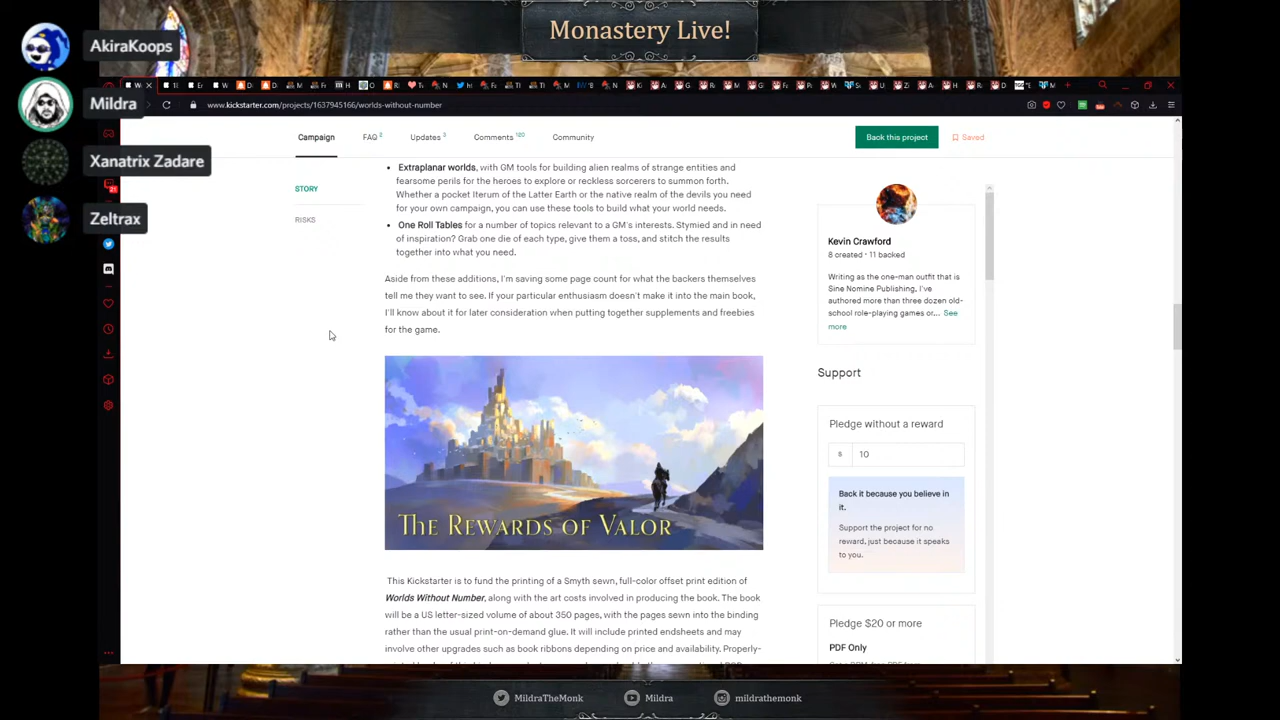 Monastery Live!
AkiraKoops
Mildra
Xanatrix Zadare
Zeltrax
www.kickstarter.com/projects/1637945166/worlds-without-number
Campaign
FAQ 2
Updates 3
Comments 120
Community
Back this project
Saved
STORY
RISKS
• Extraplanar worlds, with GM tools for building alien realms of strange entities and
fearsome perils for the heroes to explore or reckless sorcerers to summon forth.
Whether a pocket Iterum of the Latter Earth or the native realm of the devils you need
for your own campaign, you can use these tools to build what your world needs.
• One Roll Tables for a number of topics relevant to a GM's interests. Stymied and in need
of inspiration? Grab one die of each type, give them a toss, and stitch the results
together into what you need.
Aside from these additions, I'm saving some page count for what the backers themselves
tell me they want to see. If your particular enthusiasm doesn't make it into the main book,
I'll know about it for later consideration when putting together supplements and freebies
for the game.
The Rewards of Valor
This Kickstarter is to fund the printing of a Smyth sewn, full-color offset print edition of
Worlds Without Number, along with the art costs involved in producing the book. The book
will be a US letter-sized volume of about 350 pages, with the pages sewn into the binding
rather than the usual print-on-demand glue. It will include printed endsheets and may
involve other upgrades such as book ribbons depending on price and availability. Properly-
Kevin Crawford
8 created · 11 backed
Writing as the one-man outfit that is
Sine Nomine Publishing, I've
authored more than three dozen old-
school role-playing games or... See
more
Support
Pledge without a reward
$ 10
Back it because you believe in
it.
Support the project for no
reward, just because it speaks
to you.
Pledge $20 or more
PDF Only
MildraTheMonk
Mildra
mildrathemonk